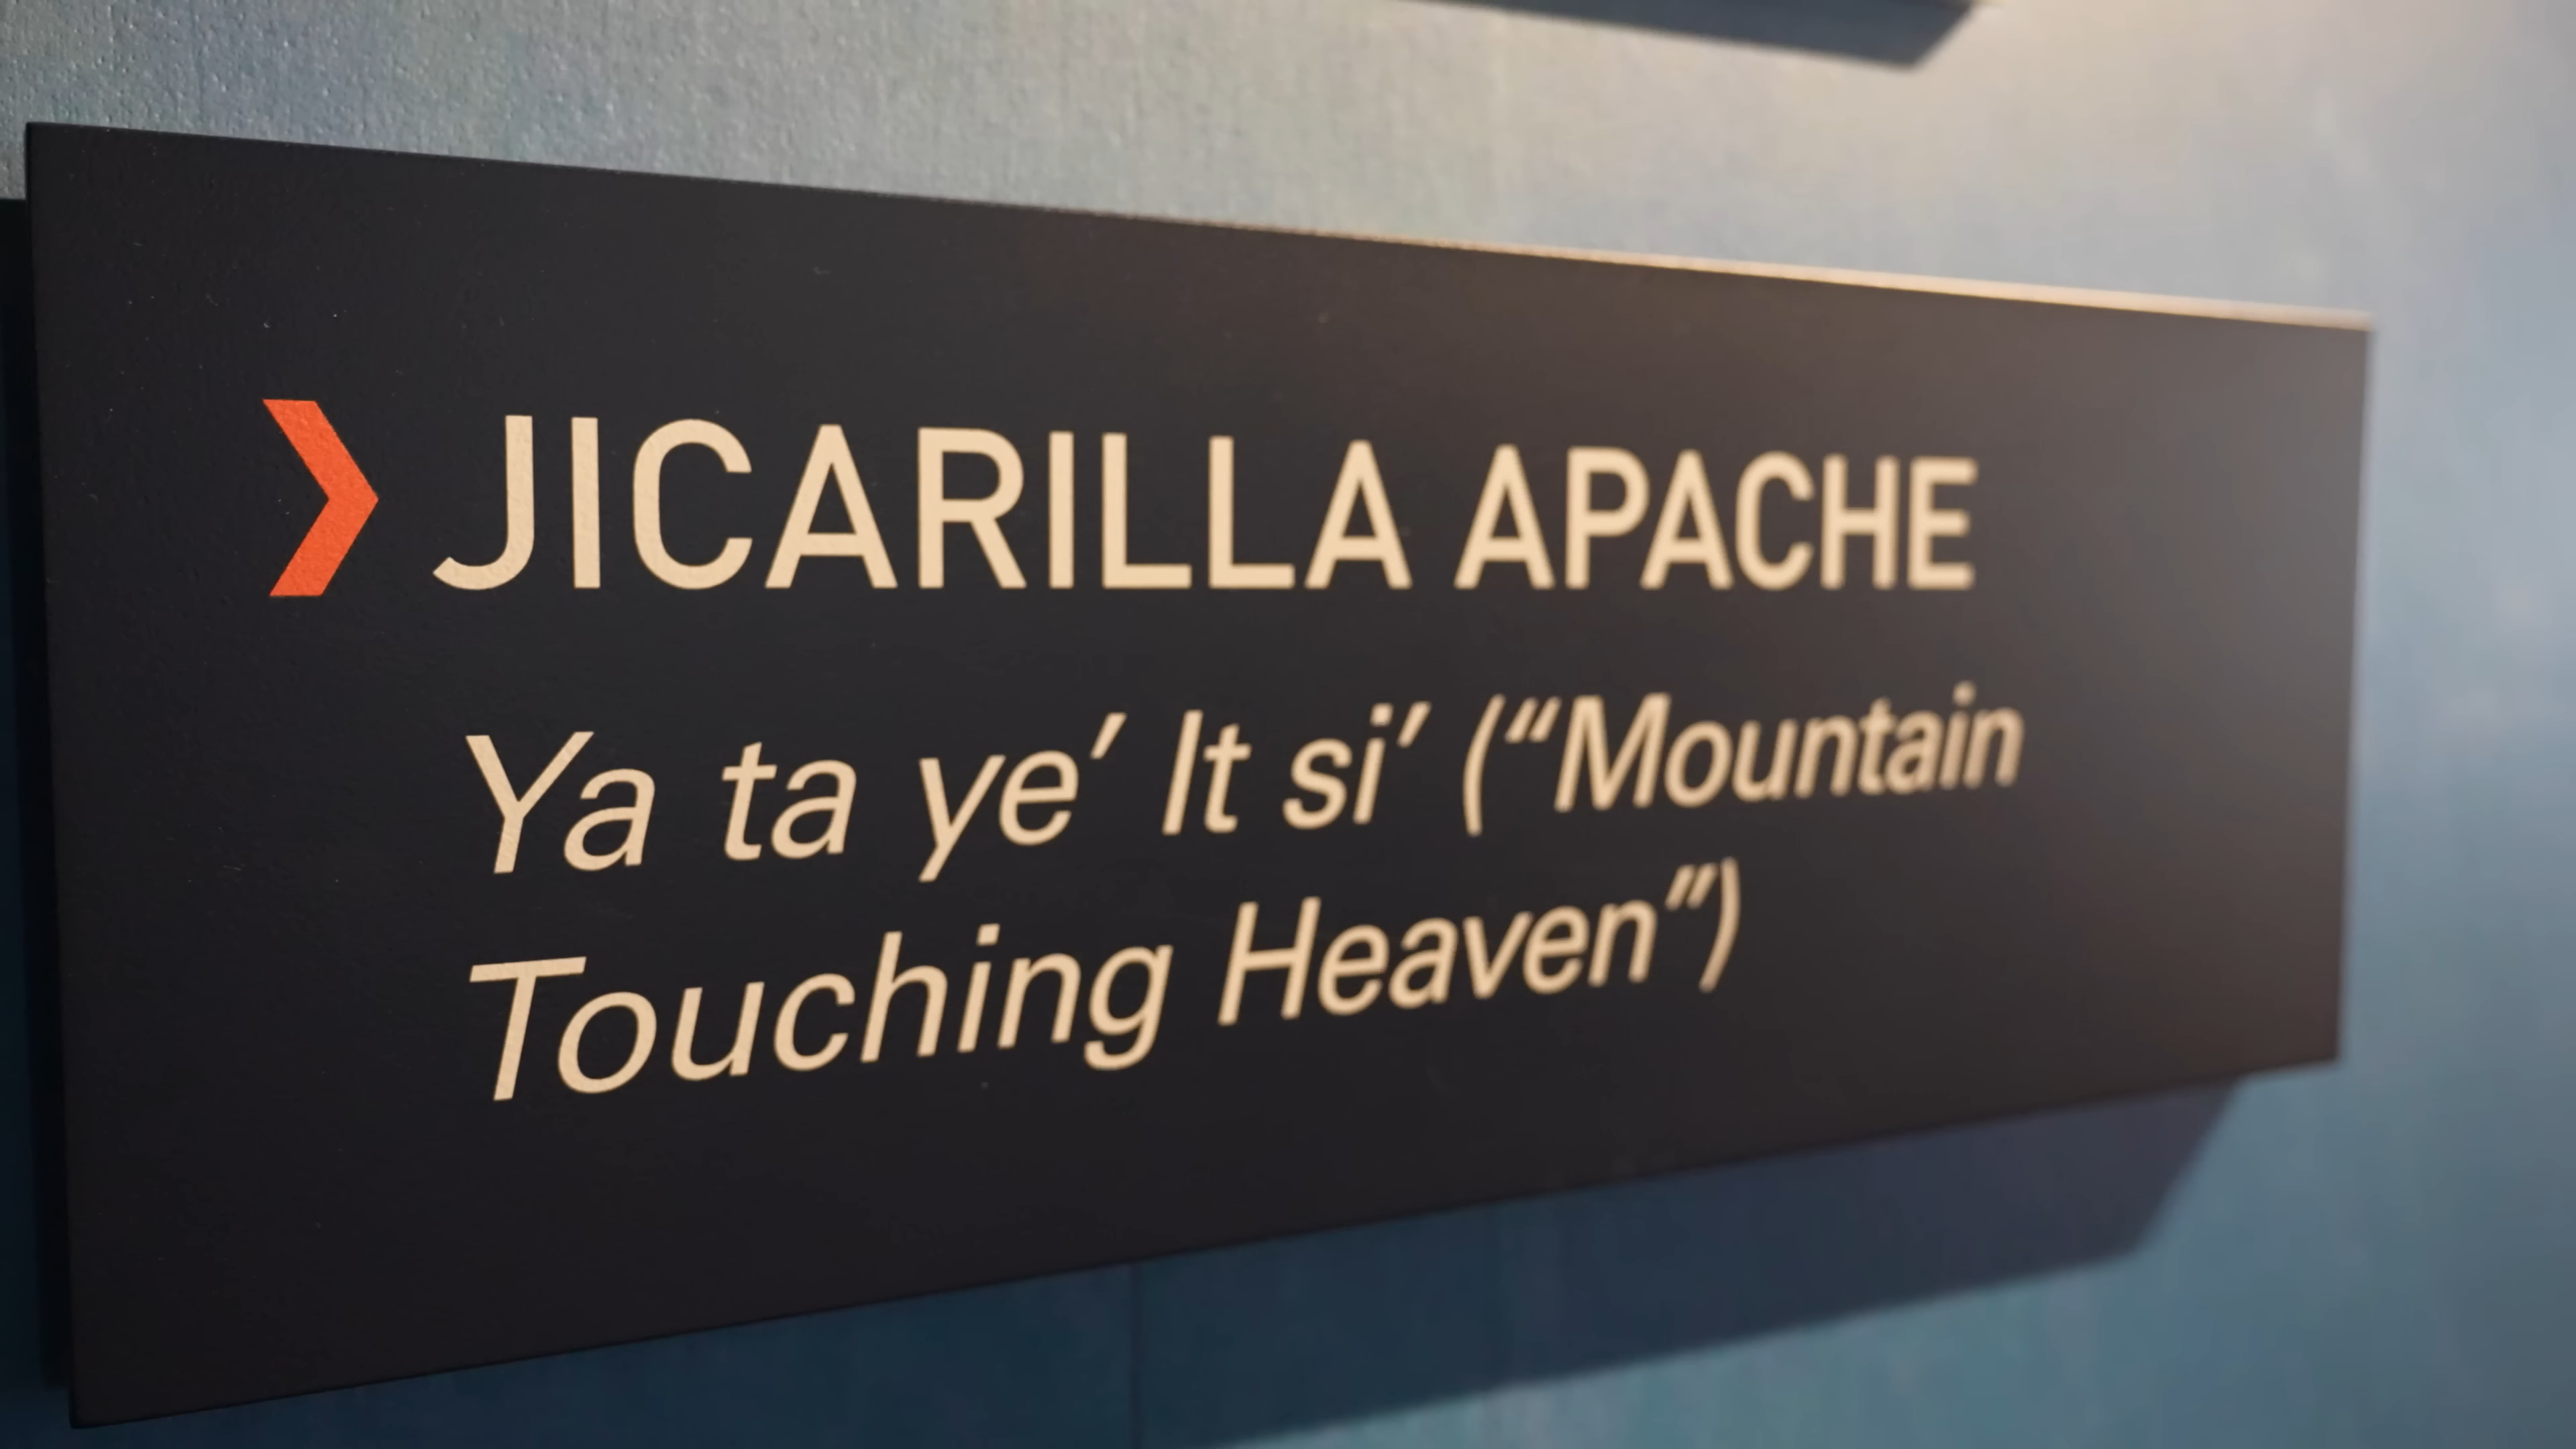 JICARILLA APACHE
Ya ta ye’ It si’ (“Mountain
Touching Heaven”)